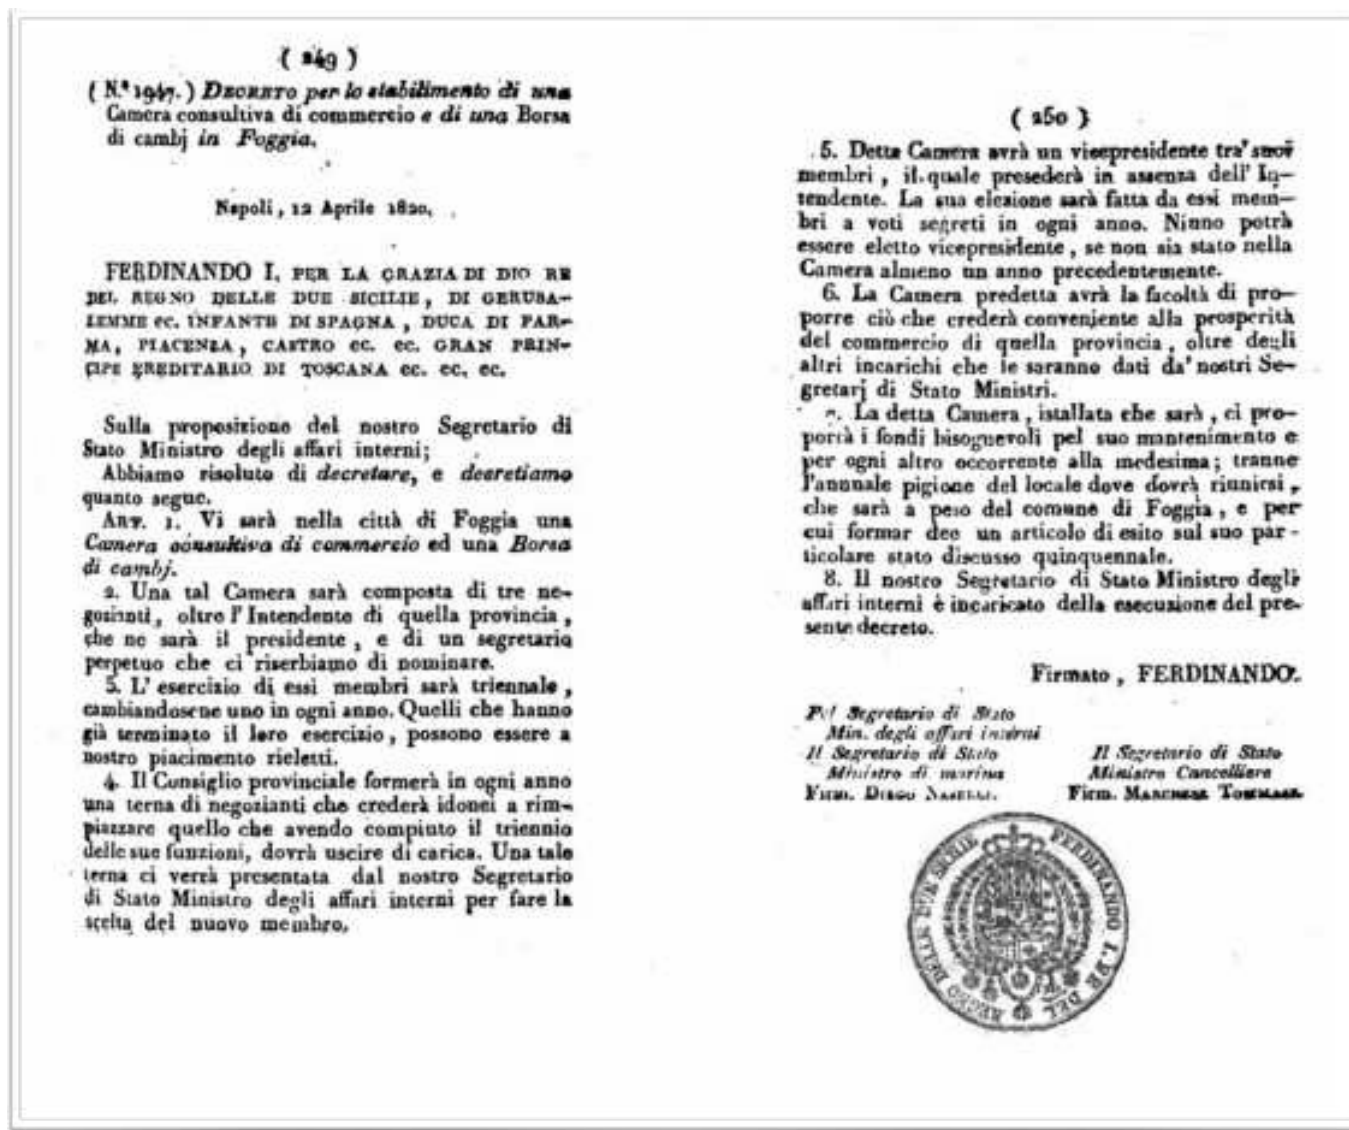 ( 249 )
( N.º 1947. ) DECRETO per lo stabilimento di una
Camera consultiva di commercio e di una Borsa
di cambj in Foggia.
Napoli, 12 Aprile 1820.
FERDINANDO I. PER LA GRAZIA DI DIO RE
DEL REGNO DELLE DUE SICILIE, DI GERUSA-
LEMME ec. INFANTE DI SPAGNA, DUCA DI PAR-
MA, PIACENZA, CASTRO ec. ec. GRAN PRIN-
CIPE EREDITARIO DI TOSCANA ec. ec. ec.
Sulla proposizione del nostro Segretario di
Stato Ministro degli affari interni;
Abbiamo risoluto di decretare, e decretiamo
quanto segue.
ART. 1. Vi sarà nella città di Foggia una
Camera consultiva di commercio ed una Borsa
di cambj.
2. Una tal Camera sarà composta di tre ne-
gozianti, oltre l'Intendente di quella provincia,
che ne sarà il presidente, e di un segretario
perpetuo che ci riserbiamo di nominare.
3. L'esercizio di essi membri sarà triennale,
cambiandosene uno in ogni anno. Quelli che hanno
già terminato il loro esercizio, possono essere a
nostro piacimento rieletti.
4. Il Consiglio provinciale formerà in ogni anno
una terna di negozianti che crederà idonei a rim-
piazzare quello che avendo compiuto il triennio
delle sue funzioni, dovrà uscire di carica. Una tale
terna ci verrà presentata dal nostro Segretario
di Stato Ministro degli affari interni per fare la
scelta del nuovo membro.
( 250 )
5. Detta Camera avrà un vicepresidente tra' suoi
membri, il quale presederà in assenza dell'In-
tendente. La sua elezione sarà fatta da essi mem-
bri a voti segreti in ogni anno. Niuno potrà
essere eletto vicepresidente, se non sia stato nella
Camera almeno un anno precedentemente.
6. La Camera predetta avrà la facoltà di pro-
porre ciò che crederà conveniente alla prosperità
del commercio di quella provincia, oltre degli
altri incarichi che le saranno dati da' nostri Se-
gretarj di Stato Ministri.
7. La detta Camera, istallata che sarà, ci pro-
porrà i fondi bisognevoli pel suo mantenimento e
per ogni altro occorrente alla medesima; tranne
l'annuale pigione del locale dove dovrà riunirsi,
che sarà a peso del comune di Foggia, e per
cui formar dee un articolo di esito sul suo par-
ticolare stato discusso quinquennale.
8. Il nostro Segretario di Stato Ministro degli
affari interni è incaricato della esecuzione del pre-
sente decreto.
Firmato, FERDINANDO.
Pel Segretario di Stato
Min. degli affari interni
Il Segretario di Stato
Ministro di marina
Firm. DIEGO NASELLI.
Il Segretario di Stato
Ministro Cancelliere
Firm. MARCHESE TOMMASI.
FERDINANDO I. RE DEL REGNO DELLE DUE SICILIE